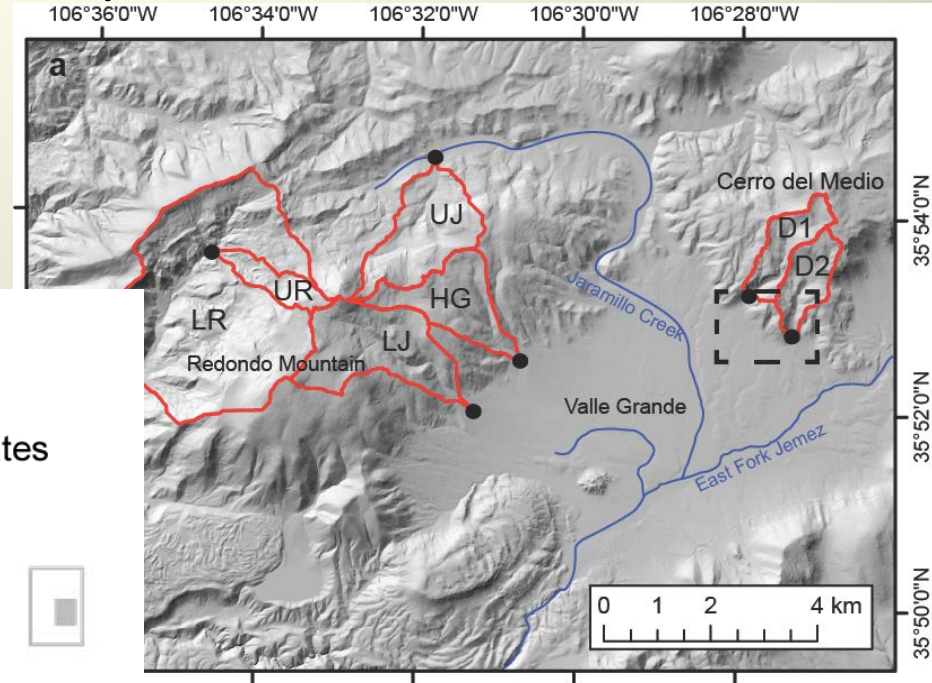 106°36'0"W 106°34'0"W 106°32'0"W 106°30'0"W 106°28'0"W
a
Cerro del Medio
35°54'0"N
UJ
D1
D2
UR
HG
Jaramillo Creek
LR
LJ
Redondo Mountain
Valle Grande
35°52'0"N
tes
East Fork Jemez
0 1 2 4 km
35°50'0"N